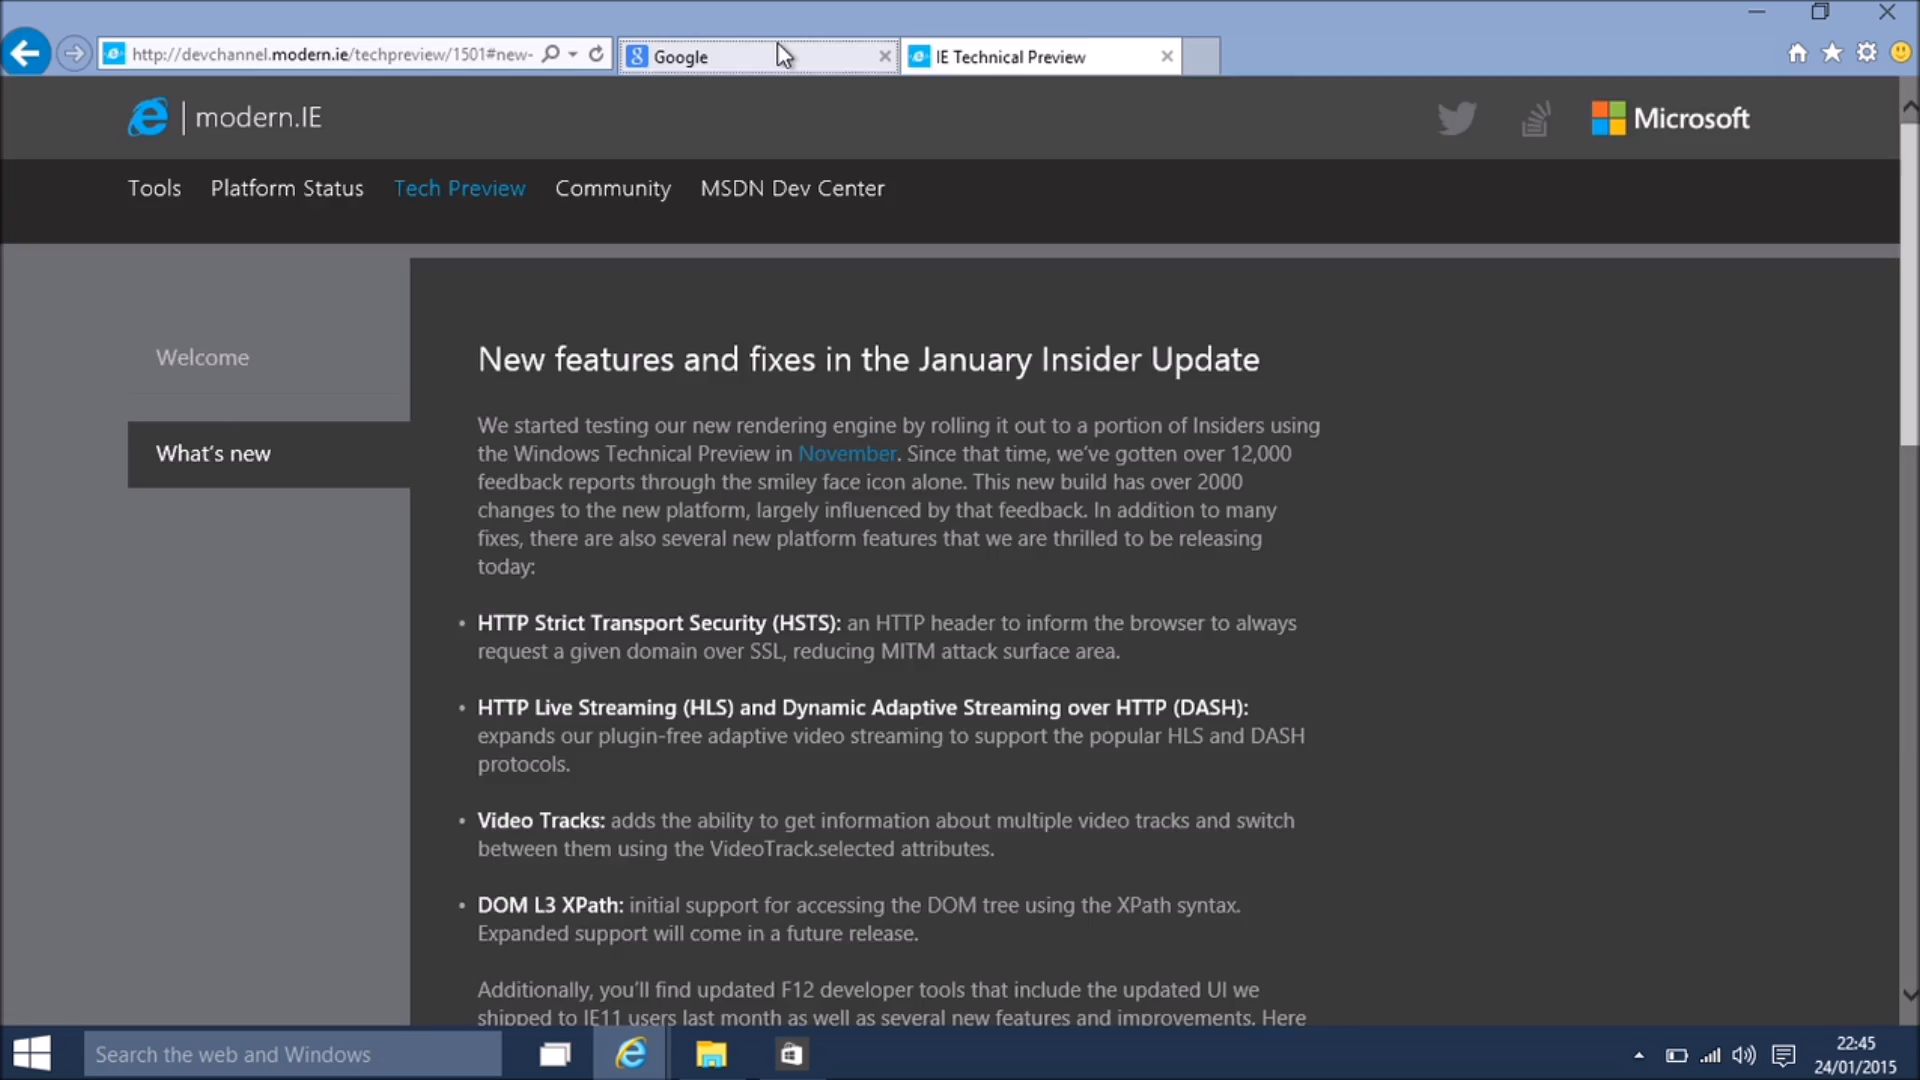 http://devchannel.modern.ie/techpreview/1501#new-
Google
IE Technical Preview
modern.IE
Microsoft
Tools Platform Status Tech Preview Community MSDN Dev Center
Welcome
What's new
New features and fixes in the January Insider Update
We started testing our new rendering engine by rolling it out to a portion of Insiders using
the Windows Technical Preview in November. Since that time, we've gotten over 12,000
feedback reports through the smiley face icon alone. This new build has over 2000
changes to the new platform, largely influenced by that feedback. In addition to many
fixes, there are also several new platform features that we are thrilled to be releasing
today:
• HTTP Strict Transport Security (HSTS): an HTTP header to inform the browser to always
request a given domain over SSL, reducing MITM attack surface area.
• HTTP Live Streaming (HLS) and Dynamic Adaptive Streaming over HTTP (DASH):
expands our plugin-free adaptive video streaming to support the popular HLS and DASH
protocols.
• Video Tracks: adds the ability to get information about multiple video tracks and switch
between them using the VideoTrack.selected attributes.
• DOM L3 XPath: initial support for accessing the DOM tree using the XPath syntax.
Expanded support will come in a future release.
Additionally, you'll find updated F12 developer tools that include the updated UI we
shipped to IE11 users last month as well as several new features and improvements. Here
Search the web and Windows
22:45
24/01/2015